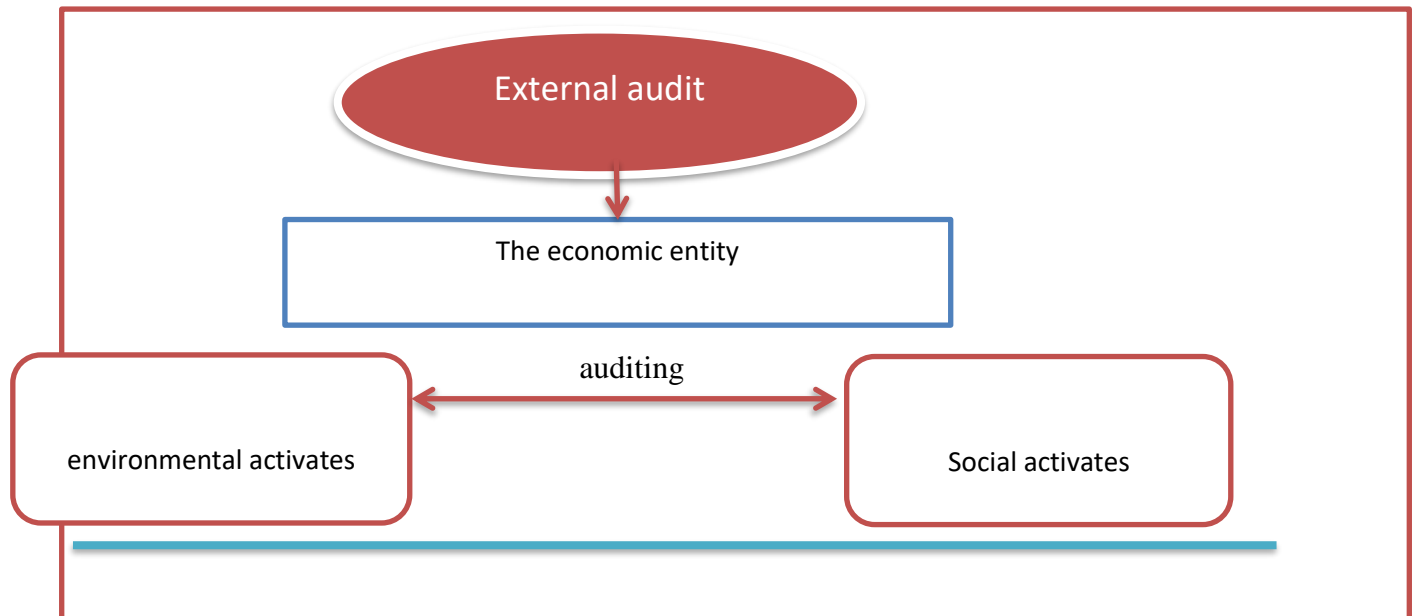 External audit
The economic entity
auditing
environmental activates
Social activates